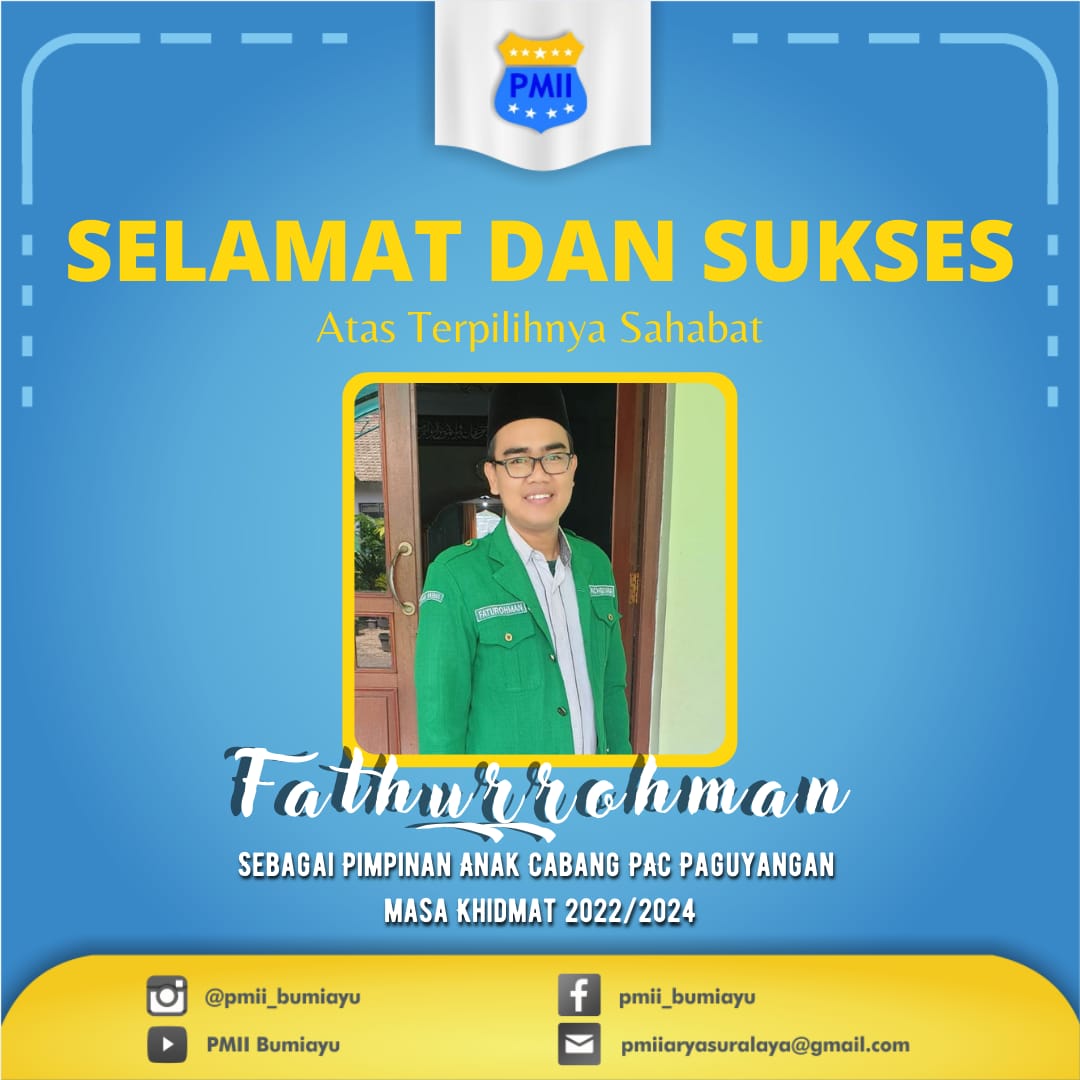 PMII
SELAMAT DAN SUKSES
Atas Terpilihnya Sahabat
FATUROHMAN
Fathurrohman
SEBAGAI PIMPINAN ANAK CABANG PAC PAGUYANGAN
MASA KHIDMAT 2022/2024
@pmii_bumiayu
pmii_bumiayu
PMII Bumiayu
pmiiaryasuralaya@gmail.com